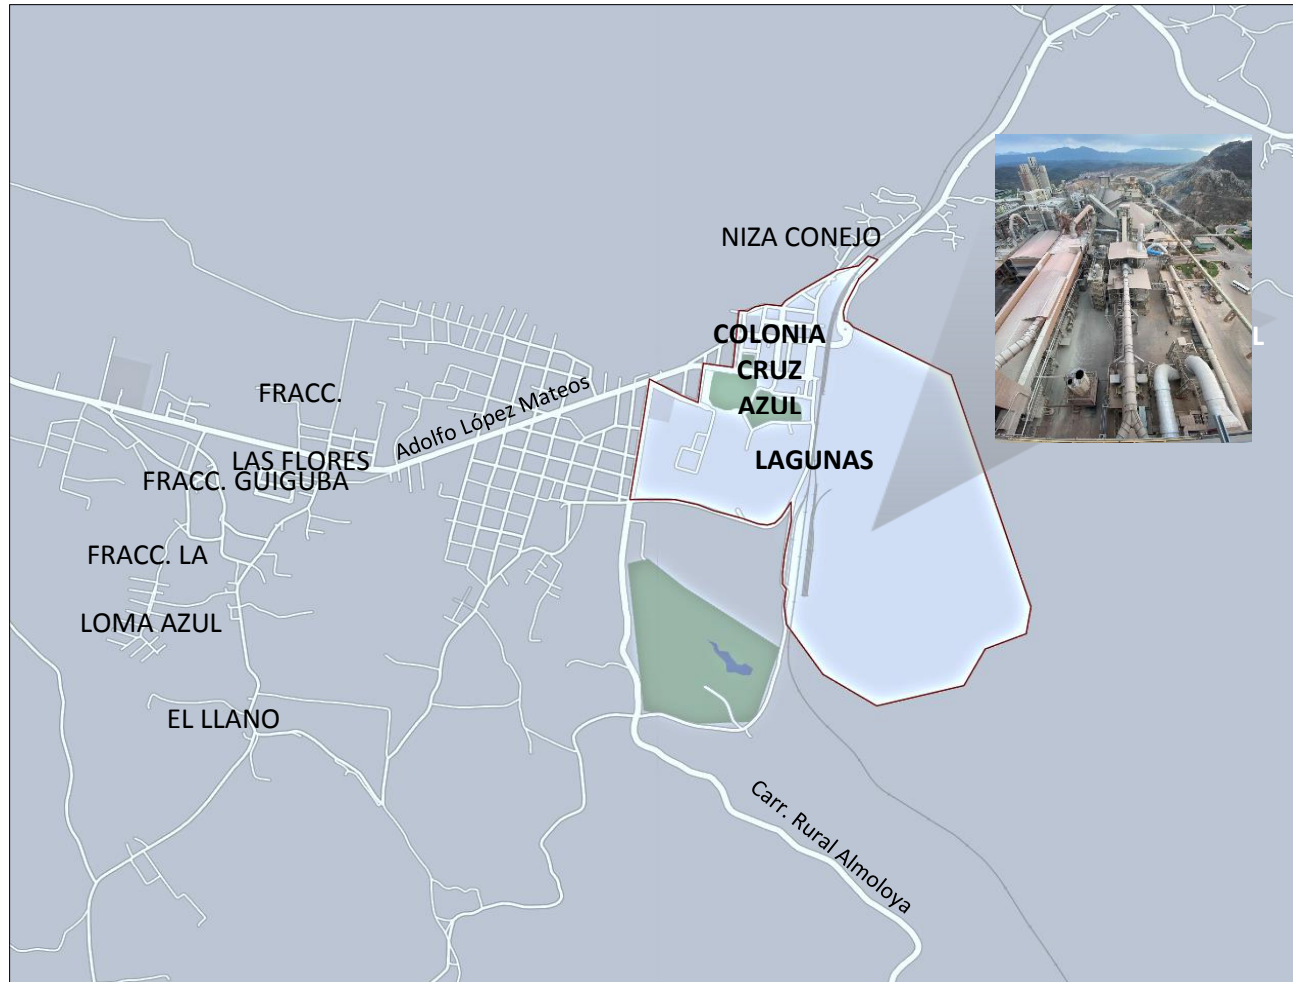 NIZA CONEJO
COLONIA
CRUZ
AZUL
LAGUNAS
L
FRACC.
Adolfo López Mateos
LAS FLORES
FRACC. GUIGUBA
FRACC. LA
LOMA AZUL
EL LLANO
Carr. Rural Almoloya